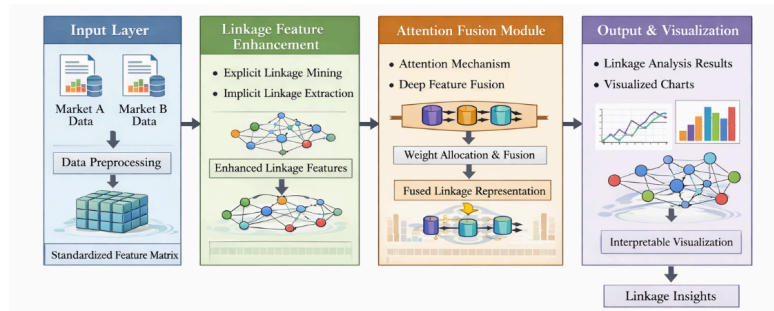 Input Layer
Market A
Data
Market B
Data
Data Preprocessing
Standardized Feature Matrix
Linkage Feature
Enhancement
• Explicit Linkage Mining
• Implicit Linkage Extraction
Enhanced Linkage Features
Attention Fusion Module
• Attention Mechanism
• Deep Feature Fusion
Weight Allocation & Fusion
Fused Linkage Representation
Output & Visualization
• Linkage Analysis Results
• Visualized Charts
Interpretable Visualization
Linkage Insights